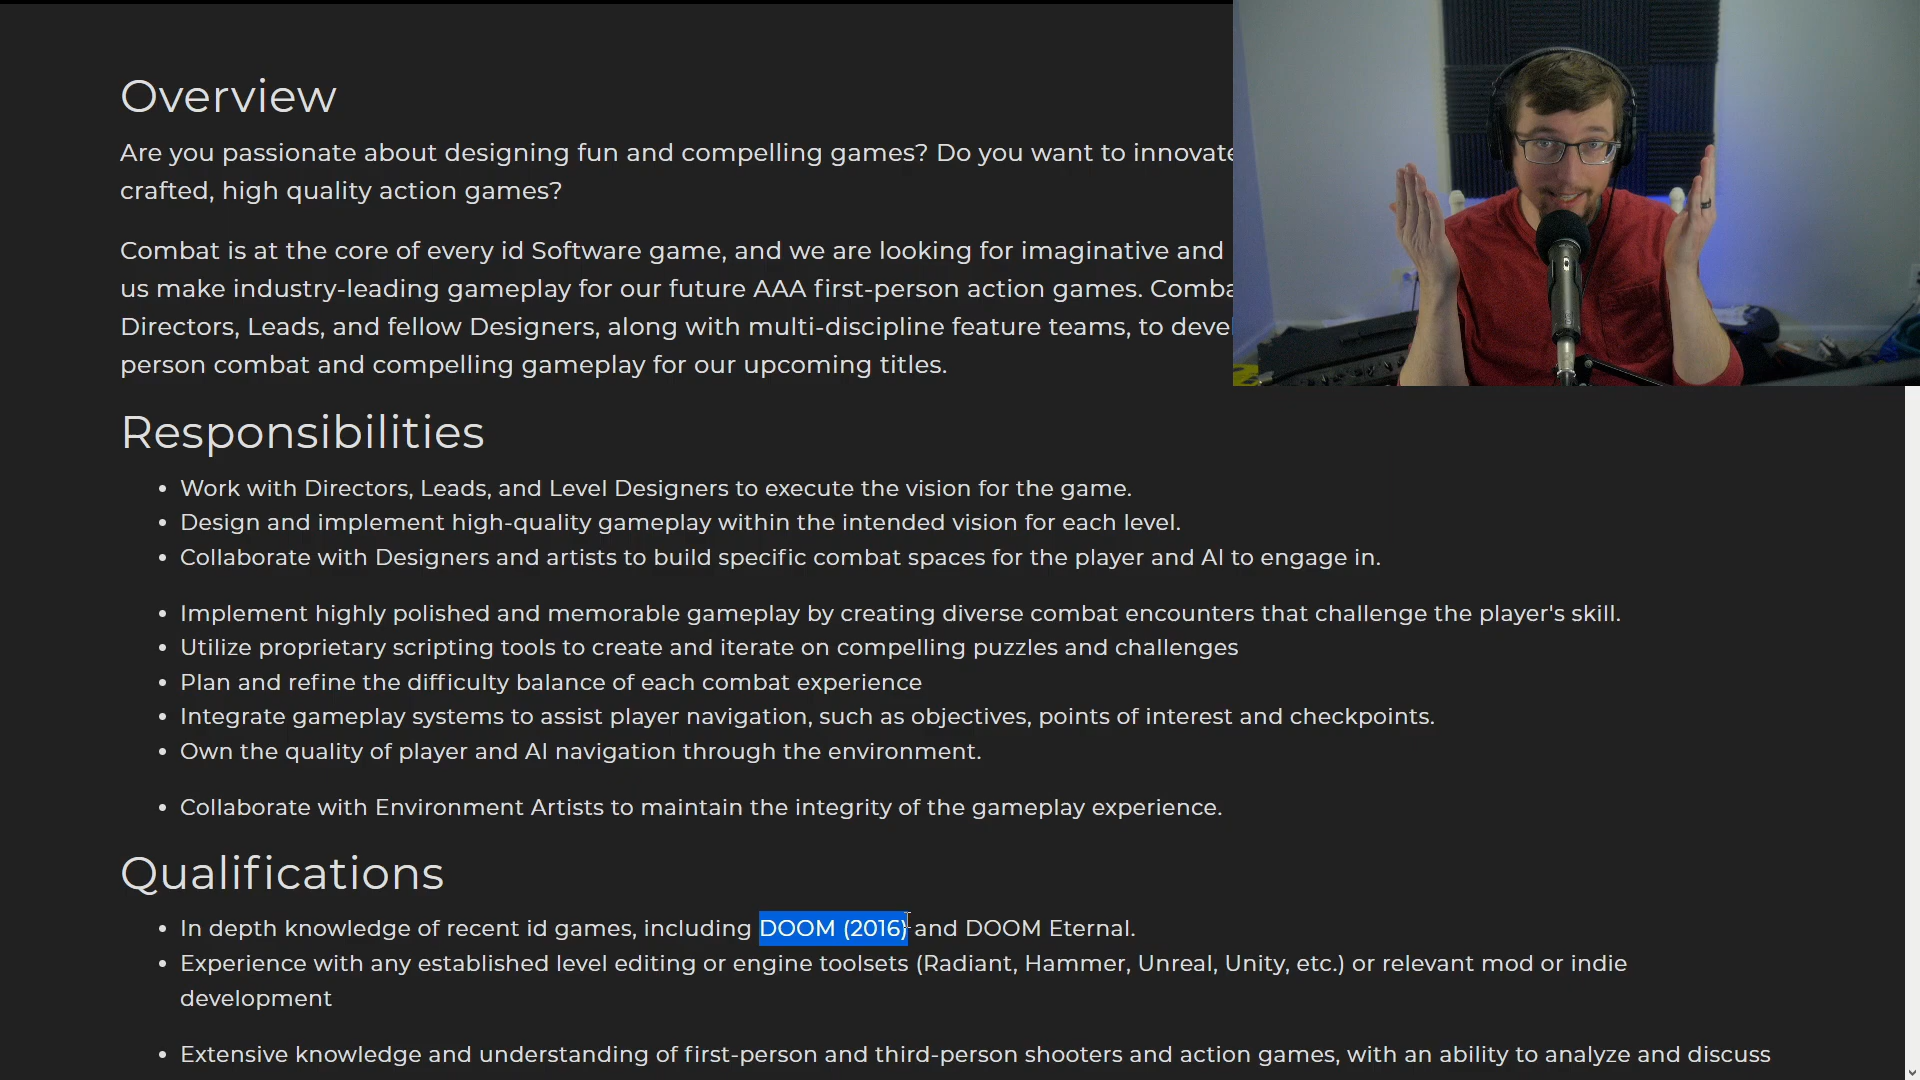 Overview
Are you passionate about designing fun and compelling games? Do you want to innovate
crafted, high quality action games?
Combat is at the core of every id Software game, and we are looking for imaginative and
us make industry-leading gameplay for our future AAA first-person action games. Comba
Directors, Leads, and fellow Designers, along with multi-discipline feature teams, to deve
person combat and compelling gameplay for our upcoming titles.
Responsibilities
• Work with Directors, Leads, and Level Designers to execute the vision for the game.
• Design and implement high-quality gameplay within the intended vision for each level.
• Collaborate with Designers and artists to build specific combat spaces for the player and AI to engage in.
• Implement highly polished and memorable gameplay by creating diverse combat encounters that challenge the player's skill.
• Utilize proprietary scripting tools to create and iterate on compelling puzzles and challenges
• Plan and refine the difficulty balance of each combat experience
• Integrate gameplay systems to assist player navigation, such as objectives, points of interest and checkpoints.
• Own the quality of player and AI navigation through the environment.
• Collaborate with Environment Artists to maintain the integrity of the gameplay experience.
Qualifications
• In depth knowledge of recent id games, including DOOM (2016) and DOOM Eternal.
• Experience with any established level editing or engine toolsets (Radiant, Hammer, Unreal, Unity, etc.) or relevant mod or indie
development
• Extensive knowledge and understanding of first-person and third-person shooters and action games, with an ability to analyze and discuss